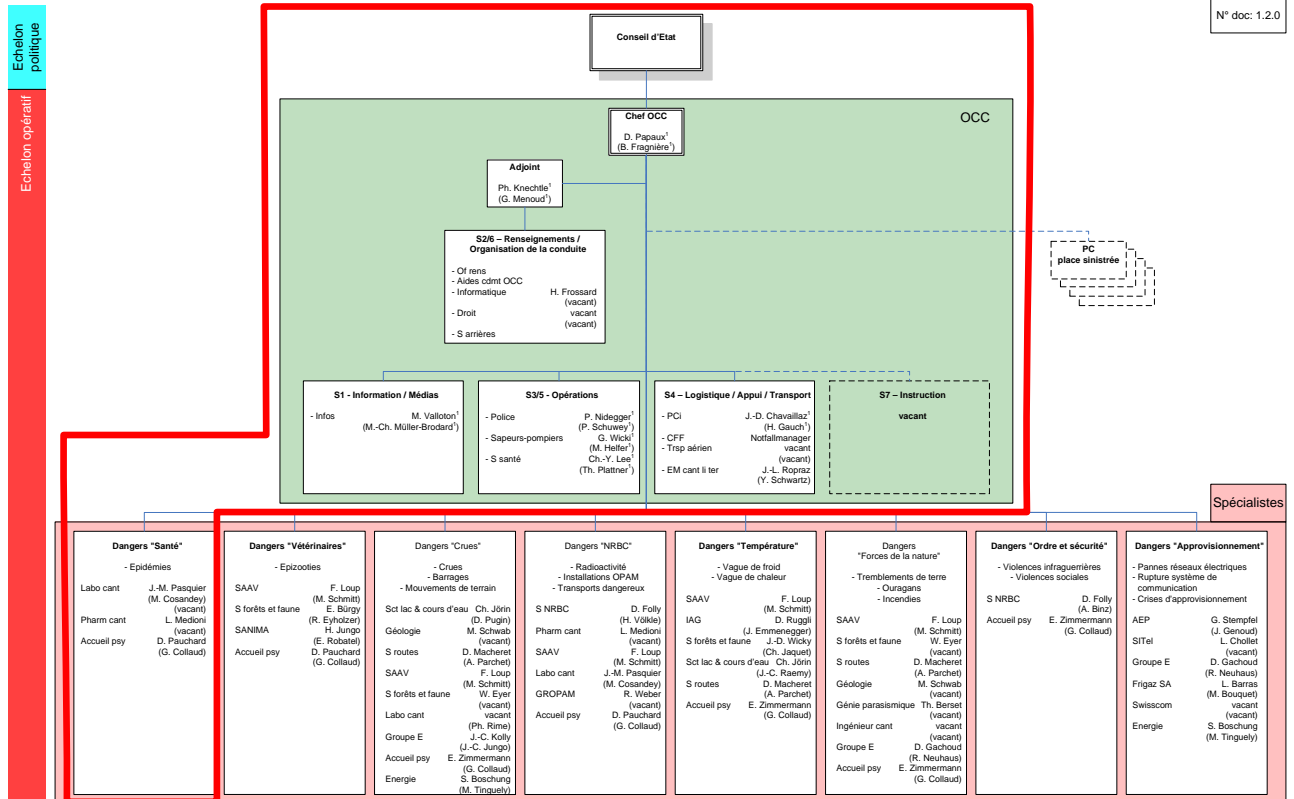 Echelon
politique
Echelon opératif
N° doc: 1.2.0
Conseil d'Etat
OCC
Chef OCC
D. Papaux¹
(B. Fragnière¹)
Adjoint
Ph. Knechtle¹
(G. Menoud¹)
S2/6 – Renseignements /
Organisation de la conduite
- Of rens
- Aides cdmt OCC
- Informatique H. Frossard
(vacant)
- Droit vacant
(vacant)
- S arrières
PC
place sinistrée
S1 - Information / Médias
- Infos M. Valloton¹
(M.-Ch. Müller-Brodard¹)
S3/5 - Opérations
- Police P. Nidegger¹
(P. Schuwey¹)
- Sapeurs-pompiers G. Wicki¹
(M. Helfer¹)
- S santé Ch.-Y. Lee¹
(Th. Plattner¹)
S4 – Logistique / Appui / Transport
- PCi J.-D. Chavaillaz¹
(H. Gauch¹)
- CFF Notfallmanager
- Trsp aérien vacant
(vacant)
- EM cant li ter J.-L. Ropraz
(Y. Schwartz)
S7 – Instruction
vacant
Spécialistes
Dangers "Santé"
- Epidémies
Labo cant J.-M. Pasquier
(M. Cosandey)
(vacant)
Pharm cant L. Medioni
(vacant)
Accueil psy D. Pauchard
(G. Collaud)
Dangers "Vétérinaires"
- Epizooties
SAAV F. Loup
(M. Schmitt)
S forêts et faune E. Bürgy
(R. Eyholzer)
SANIMA H. Jungo
(E. Robatel)
Accueil psy D. Pauchard
(G. Collaud)
Dangers "Crues"
- Crues
- Barrages
- Mouvements de terrain
Sct lac & cours d'eau Ch. Jörin
(D. Pugin)
Géologie M. Schwab
(vacant)
S routes D. Macheret
(A. Parchet)
SAAV F. Loup
(M. Schmitt)
S forêts et faune W. Eyer
(vacant)
Labo cant vacant
(Ph. Rime)
Groupe E J.-C. Kolly
(J.-C. Jungo)
Accueil psy E. Zimmermann
(G. Collaud)
Energie S. Boschung
(M. Tinguely)
Dangers "NRBC"
- Radioactivité
- Installations OPAM
- Transports dangereux
S NRBC D. Folly
(H. Völkle)
Pharm cant L. Medioni
(vacant)
SAAV F. Loup
(M. Schmitt)
Labo cant J.-M. Pasquier
(M. Cosandey)
GROPAM R. Weber
(vacant)
Accueil psy D. Pauchard
(G. Collaud)
Dangers "Température"
- Vague de froid
- Vague de chaleur
SAAV F. Loup
(M. Schmitt)
IAG D. Ruggli
(J. Emmenegger)
S forêts et faune J.-D. Wicky
(Ch. Jaquet)
Sct lac & cours d'eau Ch. Jörin
(J.-C. Raemy)
S routes D. Macheret
(A. Parchet)
Accueil psy E. Zimmermann
(G. Collaud)
Dangers
"Forces de la nature"
- Tremblements de terre
- Ouragans
- Incendies
SAAV F. Loup
(M. Schmitt)
S forêts et faune W. Eyer
(vacant)
S routes D. Macheret
(A. Parchet)
Géologie M. Schwab
(vacant)
Génie parasismique Th. Berset
(vacant)
Ingénieur cant vacant
(vacant)
Groupe E D. Gachoud
(R. Neuhaus)
Accueil psy E. Zimmermann
(G. Collaud)
Dangers "Ordre et sécurité"
- Violences infraguerrières
- Violences sociales
S NRBC D. Folly
(A. Binz)
Accueil psy E. Zimmermann
(G. Collaud)
Dangers "Approvisionnement"
- Pannes réseaux électriques
- Rupture système de
communication
- Crises d'approvisionnement
AEP G. Stempfel
(J. Genoud)
SITel L. Chollet
(vacant)
Groupe E D. Gachoud
(R. Neuhaus)
Frigaz SA L. Barras
(M. Bouquet)
Swisscom vacant
(vacant)
Energie S. Boschung
(M. Tinguely)